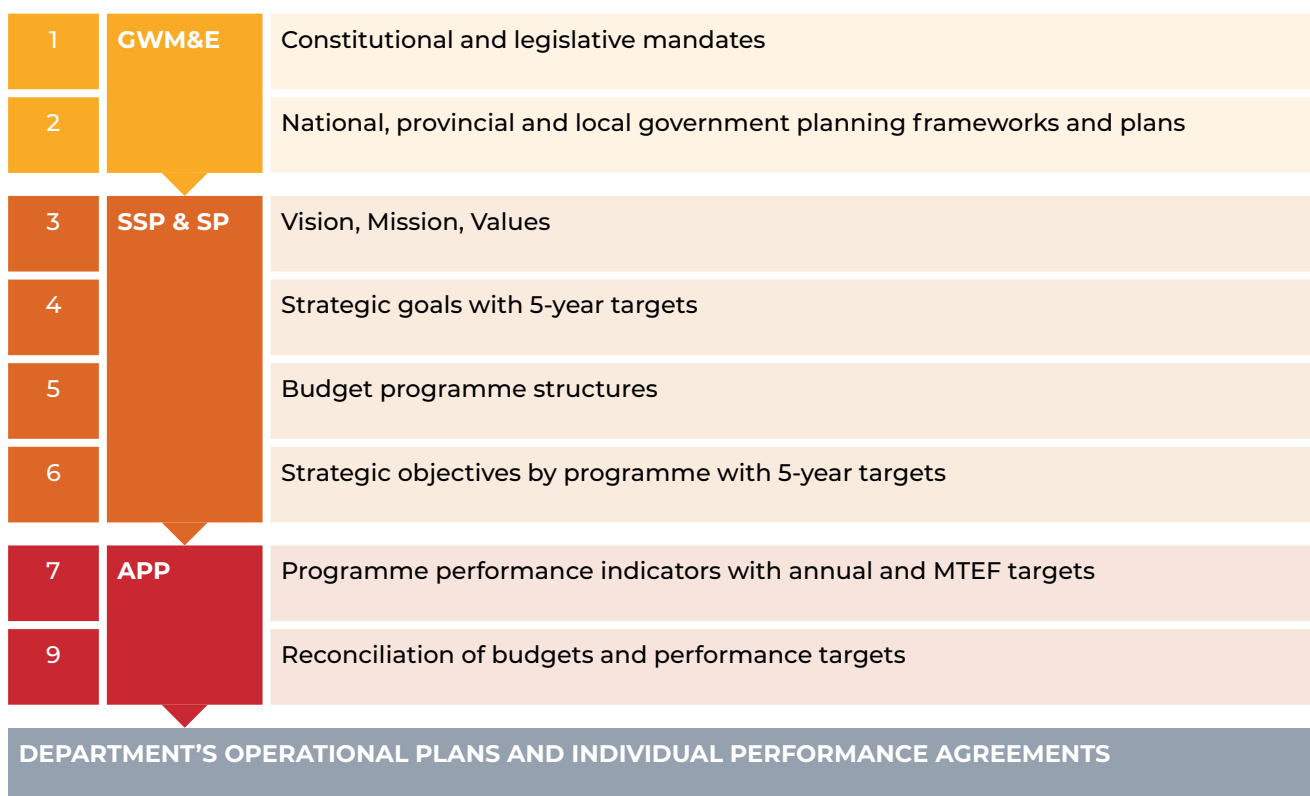 1 GWM&E Constitutional and legislative mandates
2 National, provincial and local government planning frameworks and plans
3 SSP & SP Vision, Mission, Values
4 Strategic goals with 5-year targets
5 Budget programme structures
6 Strategic objectives by programme with 5-year targets
7 APP Programme performance indicators with annual and MTEF targets
9 Reconciliation of budgets and performance targets
DEPARTMENT'S OPERATIONAL PLANS AND INDIVIDUAL PERFORMANCE AGREEMENTS